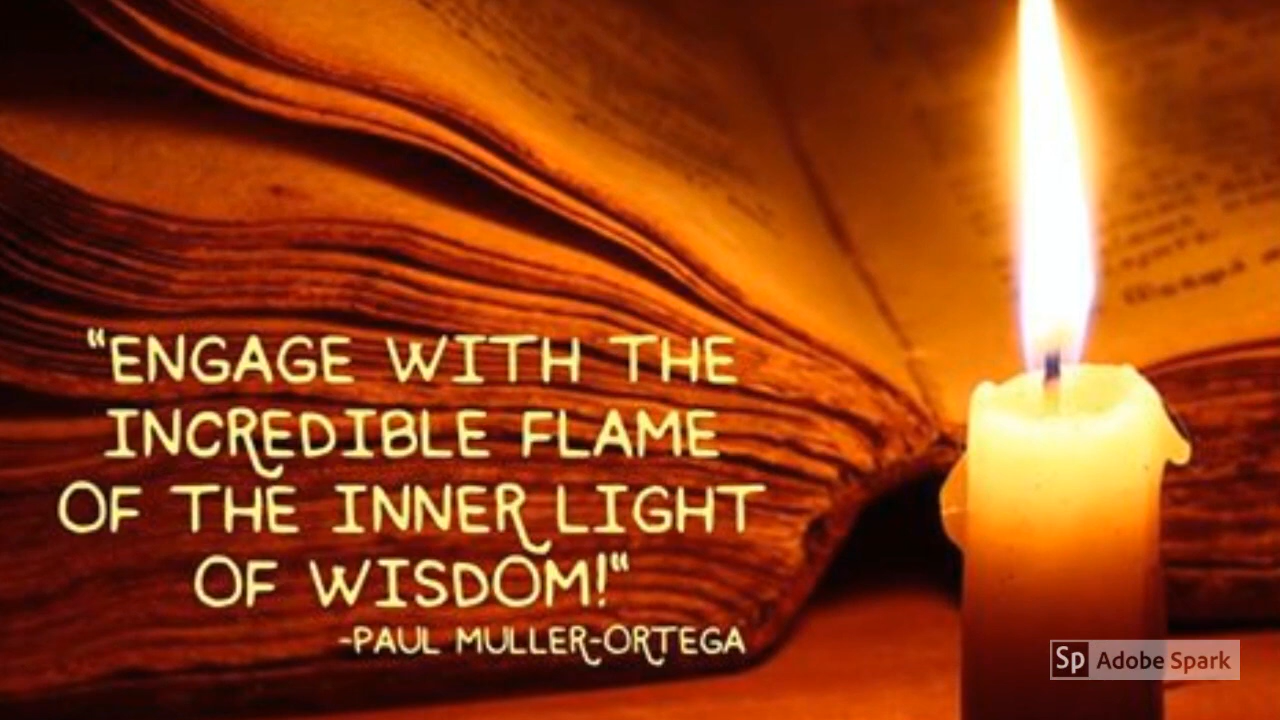 "ENGAGE WITH THE
INCREDIBLE FLAME
OF THE INNER LIGHT
OF WISDOM!"
-PAUL MULLER-ORTEGA
Sp Adobe Spark